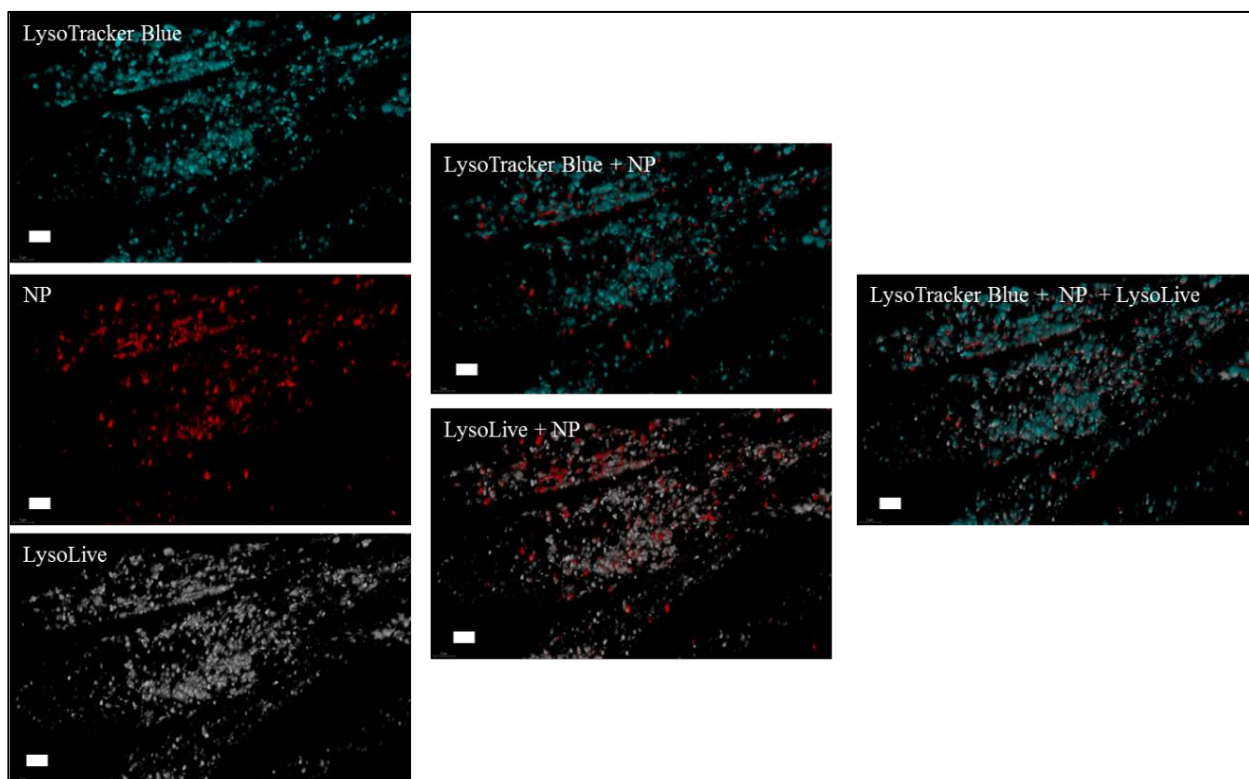 LysoTracker Blue
NP
LysoLive
LysoTracker Blue + NP
LysoLive + NP
LysoTracker Blue + NP + LysoLive